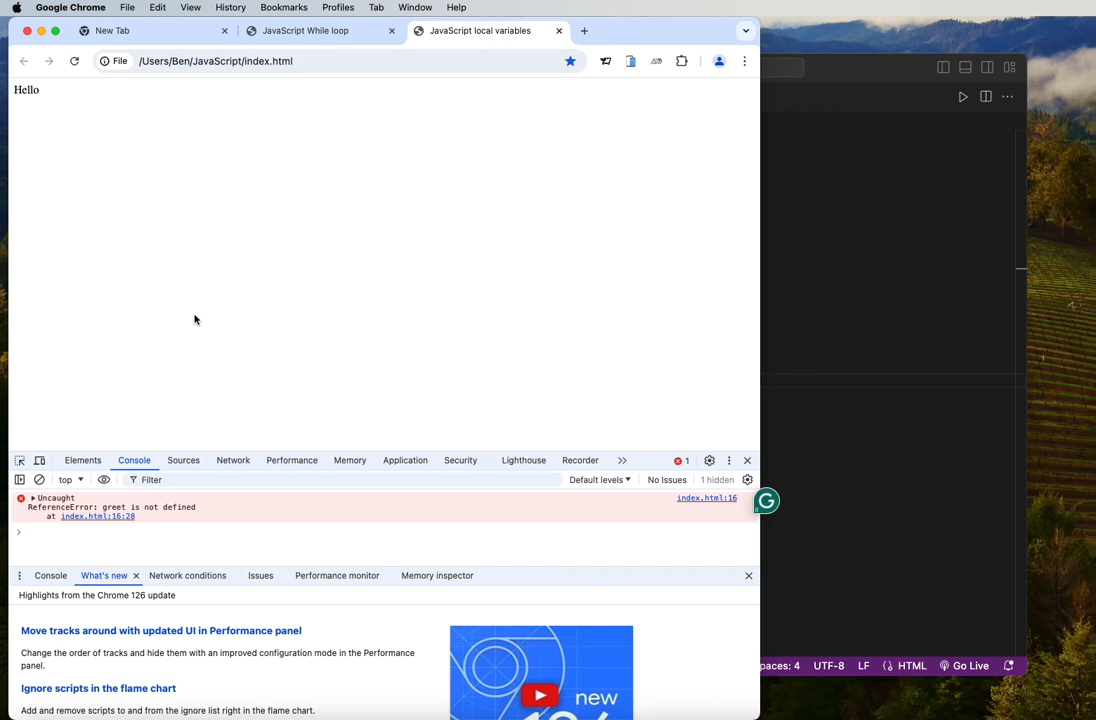 Google Chrome File Edit View History Bookmarks Profiles Tab Window Help
New Tab JavaScript While loop JavaScript local variables
File /Users/Ben/JavaScript/index.html
Hello
Elements Console Sources Network Performance Memory Application Security Lighthouse Recorder 1
top Filter Default levels No Issues 1 hidden
Uncaught index.html:16
ReferenceError: greet is not defined
at index.html:16:28
Console What's new Network conditions Issues Performance monitor Memory inspector
Highlights from the Chrome 126 update
Move tracks around with updated UI in Performance panel
Change the order of tracks and hide them with an improved configuration mode in the Performance
panel.
Ignore scripts in the flame chart
Add and remove scripts to and from the ignore list right in the flame chart.
new
paces: 4 UTF-8 LF HTML Go Live